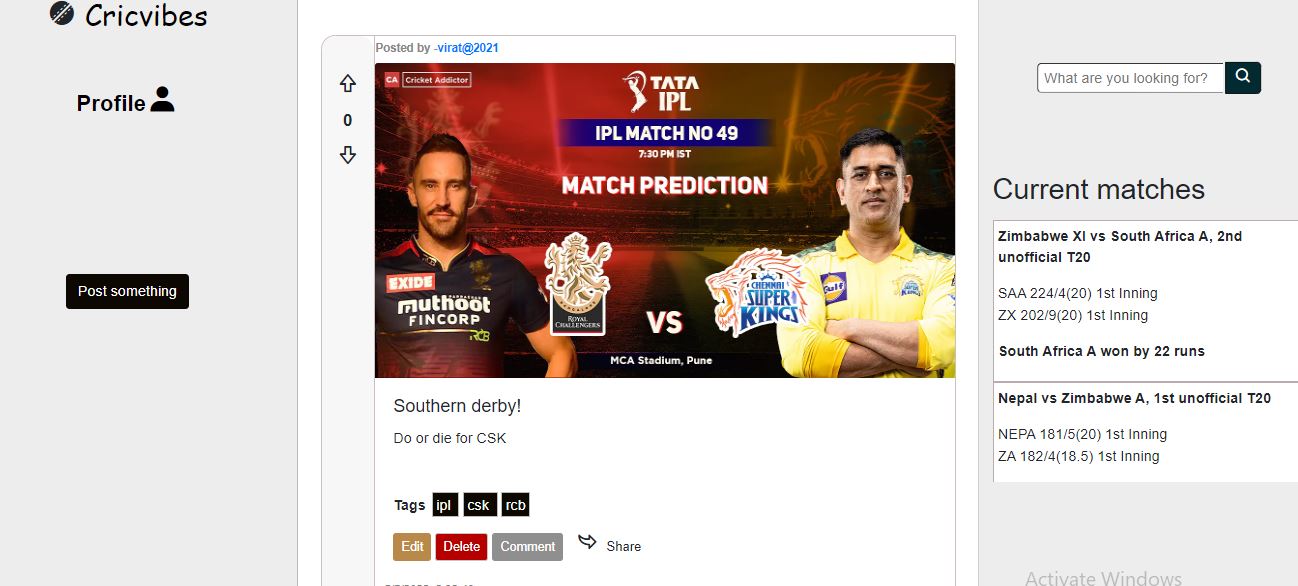 Cricvibes
Profile
Post something
Posted by -virat@2021
0
CA Cricket Addictor
TATA
IPL
IPL MATCH NO 49
7:30 PM IST
MATCH PREDICTION
EXIDE
muthoot
FINCORP
RCB
ROYAL
CHALLENGERS
VS
CHENNAI
SUPER
KINGS
Gulf
MCA Stadium, Pune
Southern derby!
Do or die for CSK
Tags ipl csk rcb
Edit Delete Comment Share
What are you looking for?
Current matches
Zimbabwe XI vs South Africa A, 2nd
unofficial T20
SAA 224/4(20) 1st Inning
ZX 202/9(20) 1st Inning
South Africa A won by 22 runs
Nepal vs Zimbabwe A, 1st unofficial T20
NEPA 181/5(20) 1st Inning
ZA 182/4(18.5) 1st Inning
Activate Windows